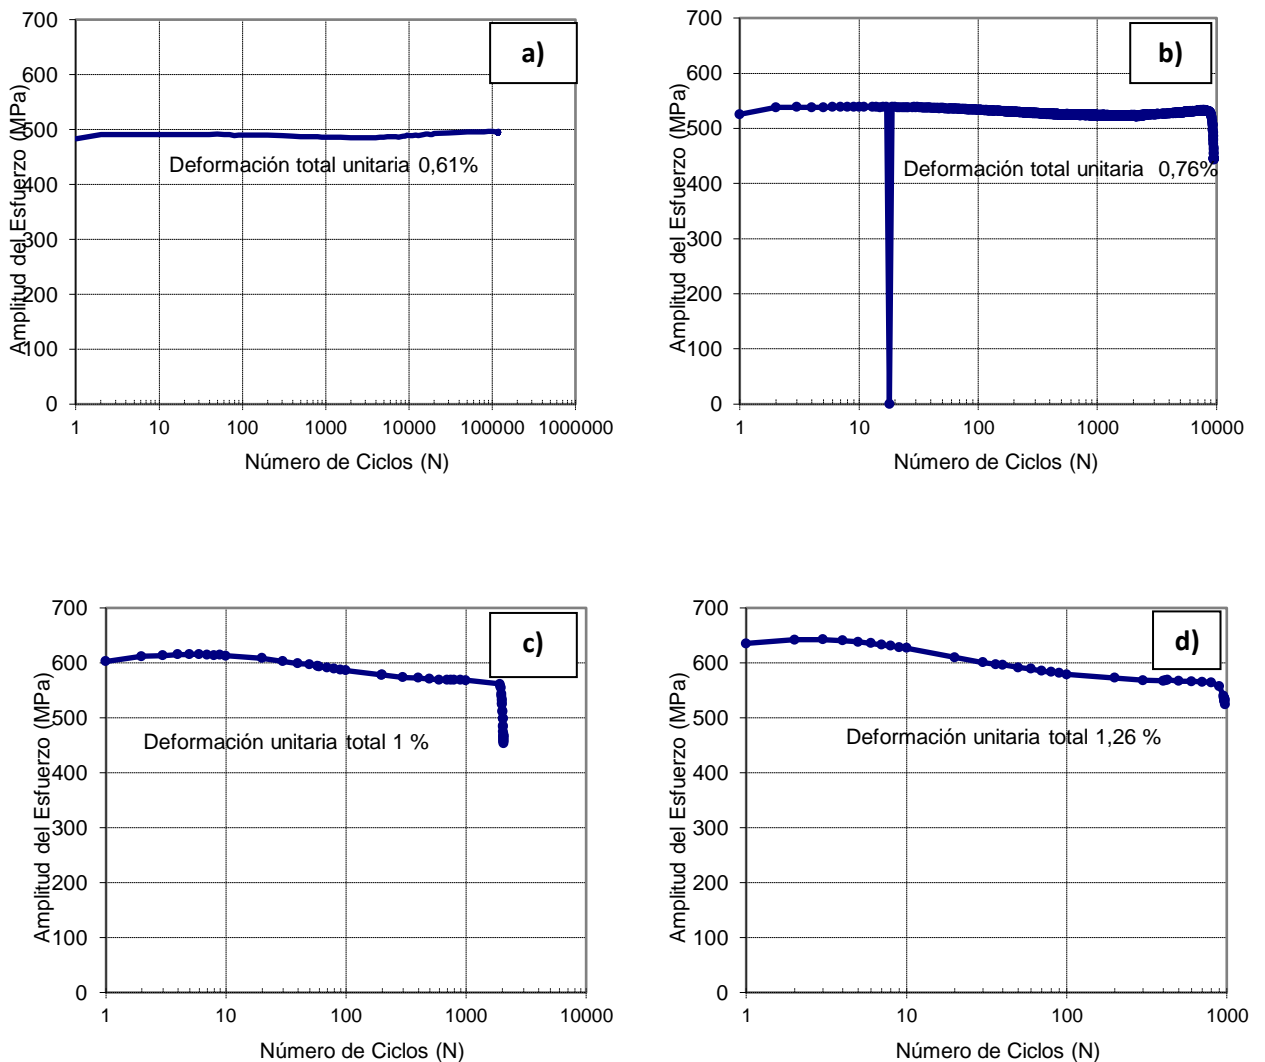 a)
Amplitud del Esfuerzo (MPa)
700
600
500
400
300
200
100
0
Deformación total unitaria 0,61%
1 10 100 1000 10000 100000 1000000
Número de Ciclos (N)
b)
Amplitud del Esfuerzo (MPa)
700
600
500
400
300
200
100
0
Deformación total unitaria 0,76%
1 10 100 1000 10000
Número de Ciclos (N)
c)
Amplitud del Esfuerzo (MPa)
700
600
500
400
300
200
100
0
Deformación unitaria total 1 %
1 10 100 1000 10000
Número de Ciclos (N)
d)
Amplitud del Esfuerzo (MPa)
700
600
500
400
300
200
100
0
Deformación unitaria total 1,26 %
1 10 100 1000
Número de Ciclos (N)